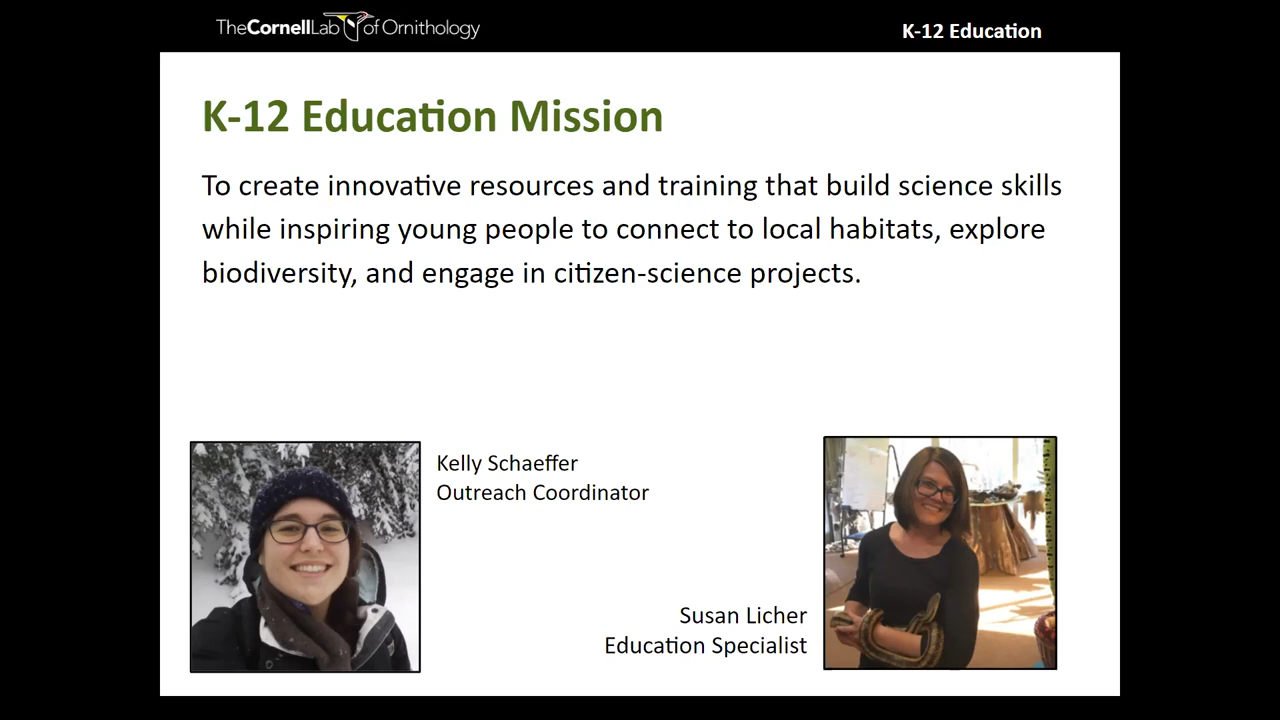 TheCornellLab of Ornithology
K-12 Education
K-12 Education Mission
To create innovative resources and training that build science skills
while inspiring young people to connect to local habitats, explore
biodiversity, and engage in citizen-science projects.
Kelly Schaeffer
Outreach Coordinator
Susan Licher
Education Specialist